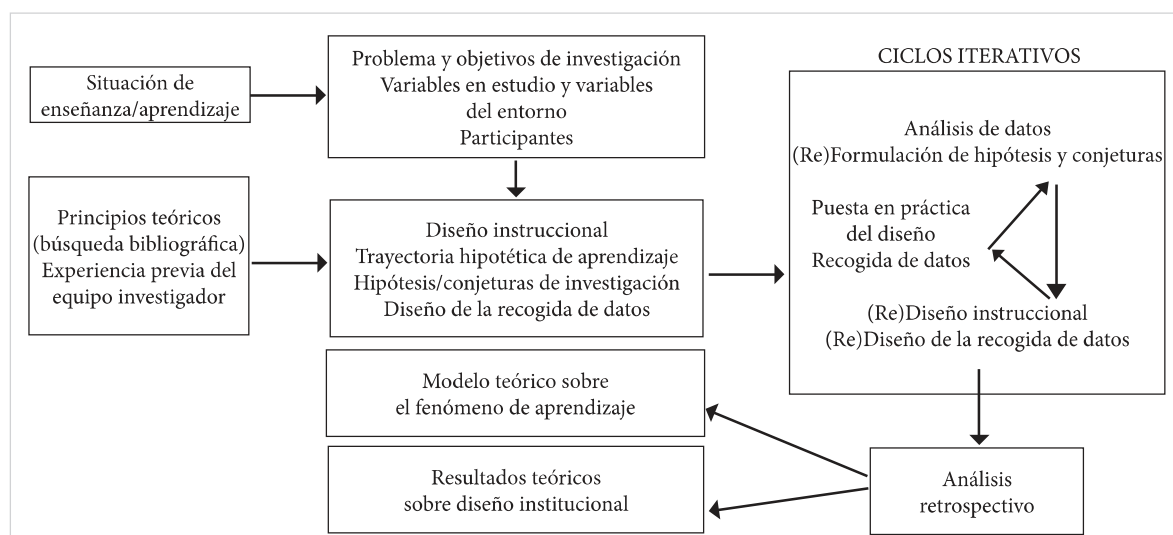 Situación de
enseñanza/aprendizaje
Problema y objetivos de investigación
Variables en estudio y variables
del entorno
Participantes
Principios teóricos
(búsqueda bibliográfica)
Experiencia previa del
equipo investigador
Diseño instruccional
Trayectoria hipotética de aprendizaje
Hipótesis/conjeturas de investigación
Diseño de la recogida de datos
CICLOS ITERATIVOS
Análisis de datos
(Re)Formulación de hipótesis y conjeturas
Puesta en práctica
del diseño
Recogida de datos
(Re)Diseño instruccional
(Re)Diseño de la recogida de datos
Modelo teórico sobre
el fenómeno de aprendizaje
Resultados teóricos
sobre diseño institucional
Análisis
retrospectivo